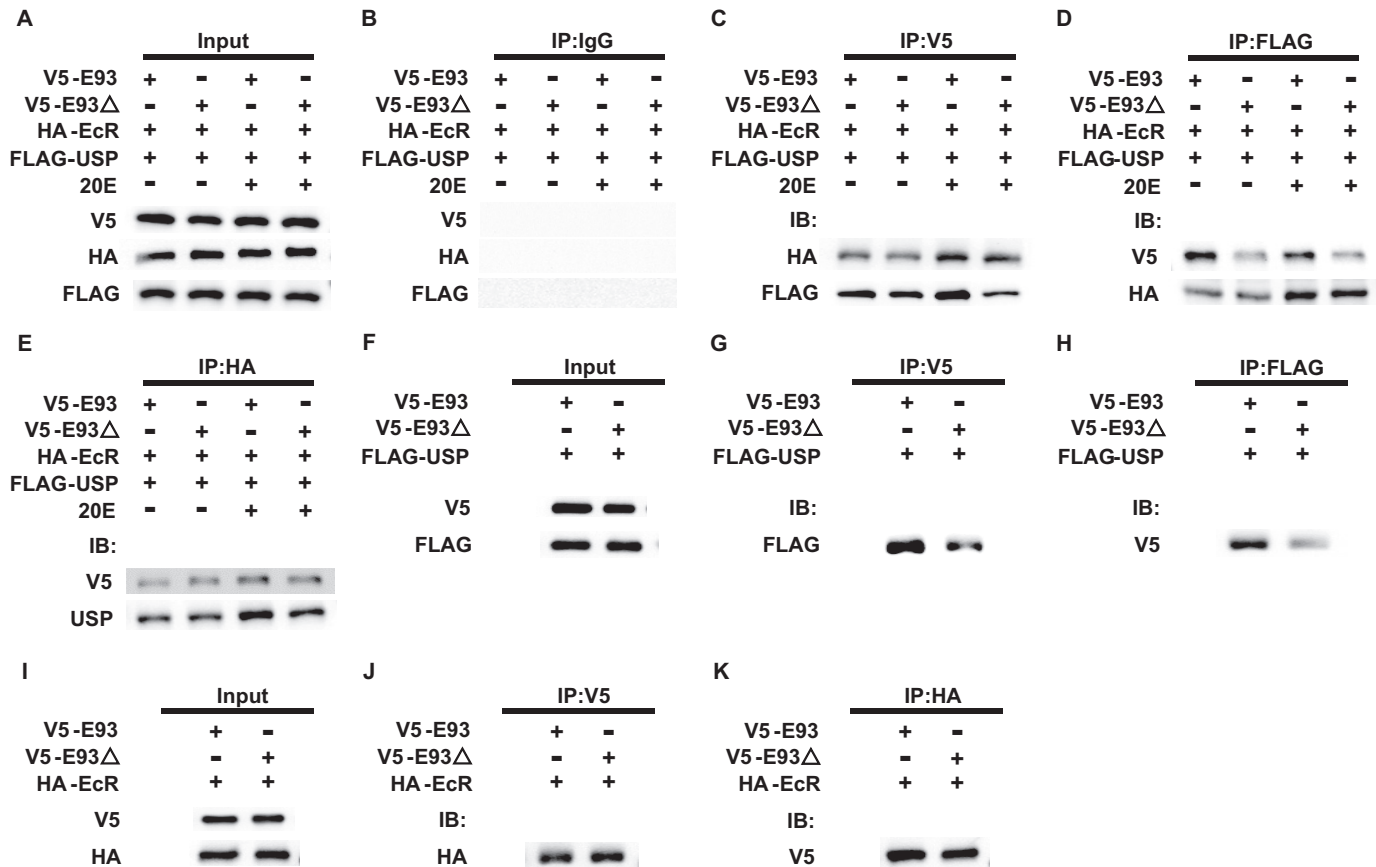 A
Input
V5-E93 + - + -
V5-E93△ - + - +
HA-EcR + + + +
FLAG-USP + + + +
20E - - + +
V5
HA
FLAG
B
IP:IgG
V5-E93 + - + -
V5-E93△ - + - +
HA-EcR + + + +
FLAG-USP + + + +
20E - - + +
V5
HA
FLAG
C
IP:V5
V5-E93 + - + -
V5-E93△ - + - +
HA-EcR + + + +
FLAG-USP + + + +
20E - - + +
IB:
HA
FLAG
D
IP:FLAG
V5-E93 + - + -
V5-E93△ - + - +
HA-EcR + + + +
FLAG-USP + + + +
20E - - + +
IB:
V5
HA
E
IP:HA
V5-E93 + - + -
V5-E93△ - + - +
HA-EcR + + + +
FLAG-USP + + + +
20E - - + +
IB:
V5
USP
F
Input
V5-E93 + -
V5-E93△ - +
FLAG-USP + +
V5
FLAG
G
IP:V5
V5-E93 + -
V5-E93△ - +
FLAG-USP + +
IB:
FLAG
H
IP:FLAG
V5-E93 + -
V5-E93△ - +
FLAG-USP + +
IB:
V5
I
Input
V5-E93 + -
V5-E93△ - +
HA-EcR + +
V5
HA
J
IP:V5
V5-E93 + -
V5-E93△ - +
HA-EcR + +
IB:
HA
K
IP:HA
V5-E93 + -
V5-E93△ - +
HA-EcR + +
IB:
V5